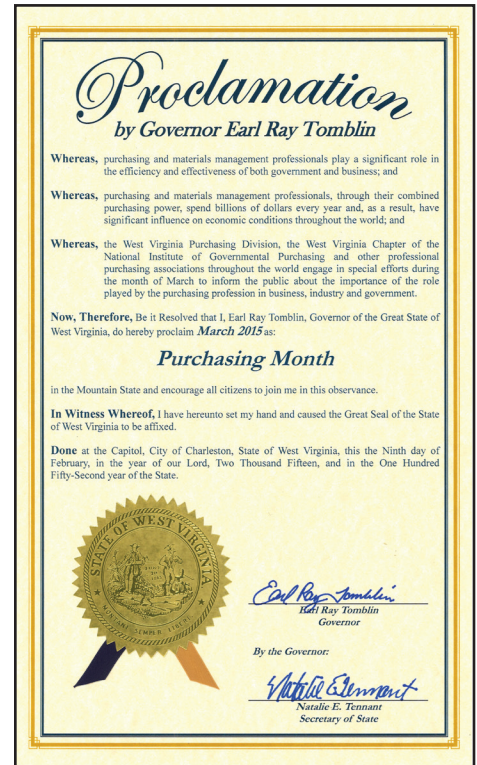 Proclamation
by Governor Earl Ray Tomblin
Whereas, purchasing and materials management professionals play a significant role in
the efficiency and effectiveness of both government and business; and
Whereas, purchasing and materials management professionals, through their combined
purchasing power, spend billions of dollars every year and, as a result, have
significant influence on economic conditions throughout the world; and
Whereas, the West Virginia Purchasing Division, the West Virginia Chapter of the
National Institute of Governmental Purchasing and other professional
purchasing associations throughout the world engage in special efforts during
the month of March to inform the public about the importance of the role
played by the purchasing profession in business, industry and government.
Now, Therefore, Be it Resolved that I, Earl Ray Tomblin, Governor of the Great State of
West Virginia, do hereby proclaim March 2015 as:
Purchasing Month
in the Mountain State and encourage all citizens to join me in this observance.
In Witness Whereof, I have hereunto set my hand and caused the Great Seal of the State
of West Virginia to be affixed.
Done at the Capitol, City of Charleston, State of West Virginia, this the Ninth day of
February, in the year of our Lord, Two Thousand Fifteen, and in the One Hundred
Fifty-Second year of the State.
STATE OF WEST VIRGINIA
MONTANI SEMPER LIBERI
Earl Ray Tomblin
Earl Ray Tomblin
Governor
By the Governor:
Natalie E. Tennant
Natalie E. Tennant
Secretary of State